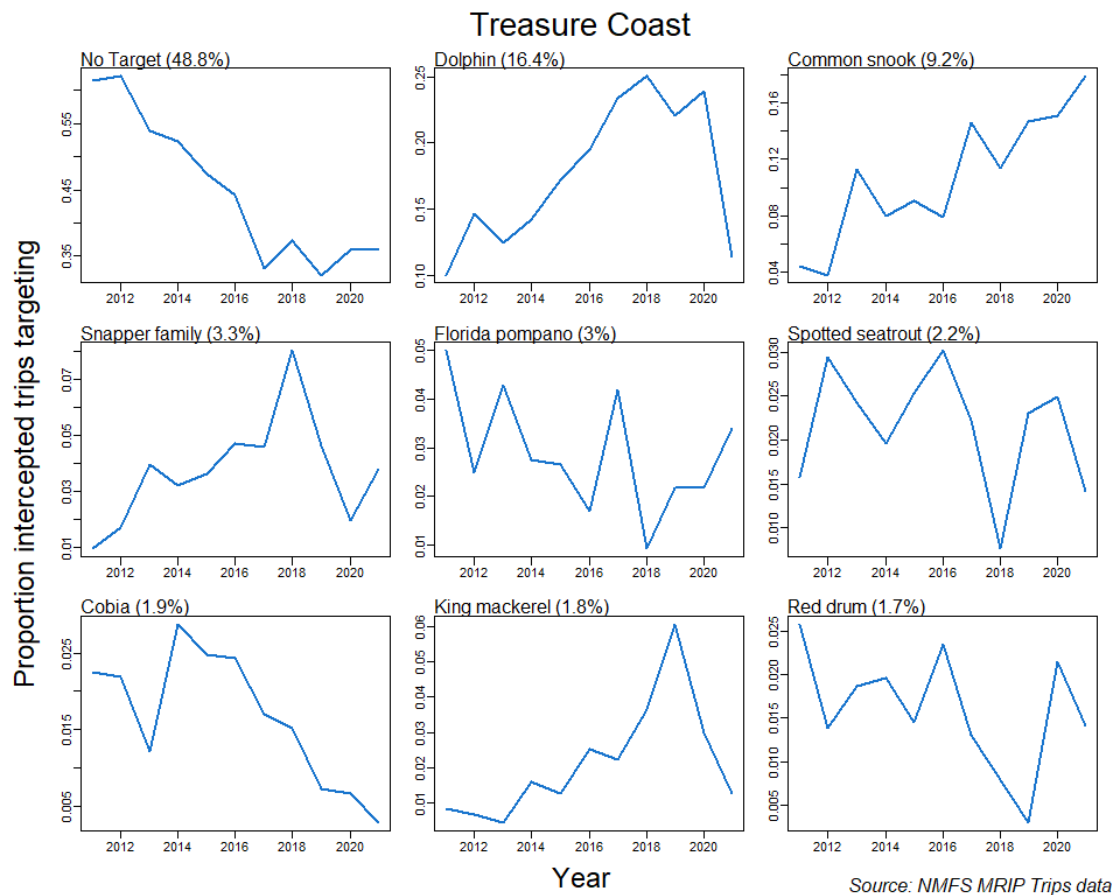 Treasure Coast
No Target (48.8%)
Dolphin (16.4%)
Common snook (9.2%)
0.55
0.45
0.35
2012 2014 2016 2018 2020
0.25
0.20
0.15
0.10
2012 2014 2016 2018 2020
0.16
0.12
0.08
0.04
2012 2014 2016 2018 2020
Snapper family (3.3%)
Florida pompano (3%)
Spotted seatrout (2.2%)
0.07
0.05
0.03
0.01
2012 2014 2016 2018 2020
0.05
0.04
0.03
0.02
0.01
2012 2014 2016 2018 2020
0.030
0.025
0.020
0.015
0.010
2012 2014 2016 2018 2020
Cobia (1.9%)
King mackerel (1.8%)
Red drum (1.7%)
0.025
0.015
0.005
2012 2014 2016 2018 2020
0.06
0.05
0.04
0.03
0.02
0.01
2012 2014 2016 2018 2020
0.025
0.020
0.015
0.010
0.005
2012 2014 2016 2018 2020
Proportion intercepted trips targeting
Year
Source: NMFS MRIP Trips data